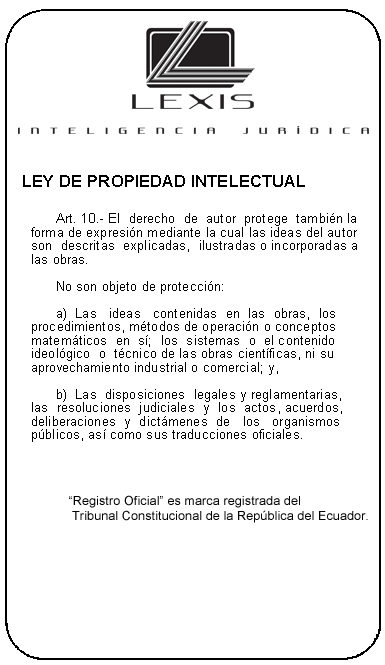 LEXIS
INTELIGENCIA JURÍDICA
LEY DE PROPIEDAD INTELECTUAL
Art. 10.- El derecho de autor protege también la
forma de expresión mediante la cual las ideas del autor
son descritas explicadas, ilustradas o incorporadas a
las obras.
No son objeto de protección:
a) Las ideas contenidas en las obras, los
procedimientos, métodos de operación o conceptos
matemáticos en sí; los sistemas o el contenido
ideológico o técnico de las obras científicas, ni su
aprovechamiento industrial o comercial; y,
b) Las disposiciones legales y reglamentarias,
las resoluciones judiciales y los actos, acuerdos,
deliberaciones y dictámenes de los organismos
públicos, así como sus traducciones oficiales.
“Registro Oficial” es marca registrada del
Tribunal Constitucional de la República del Ecuador.